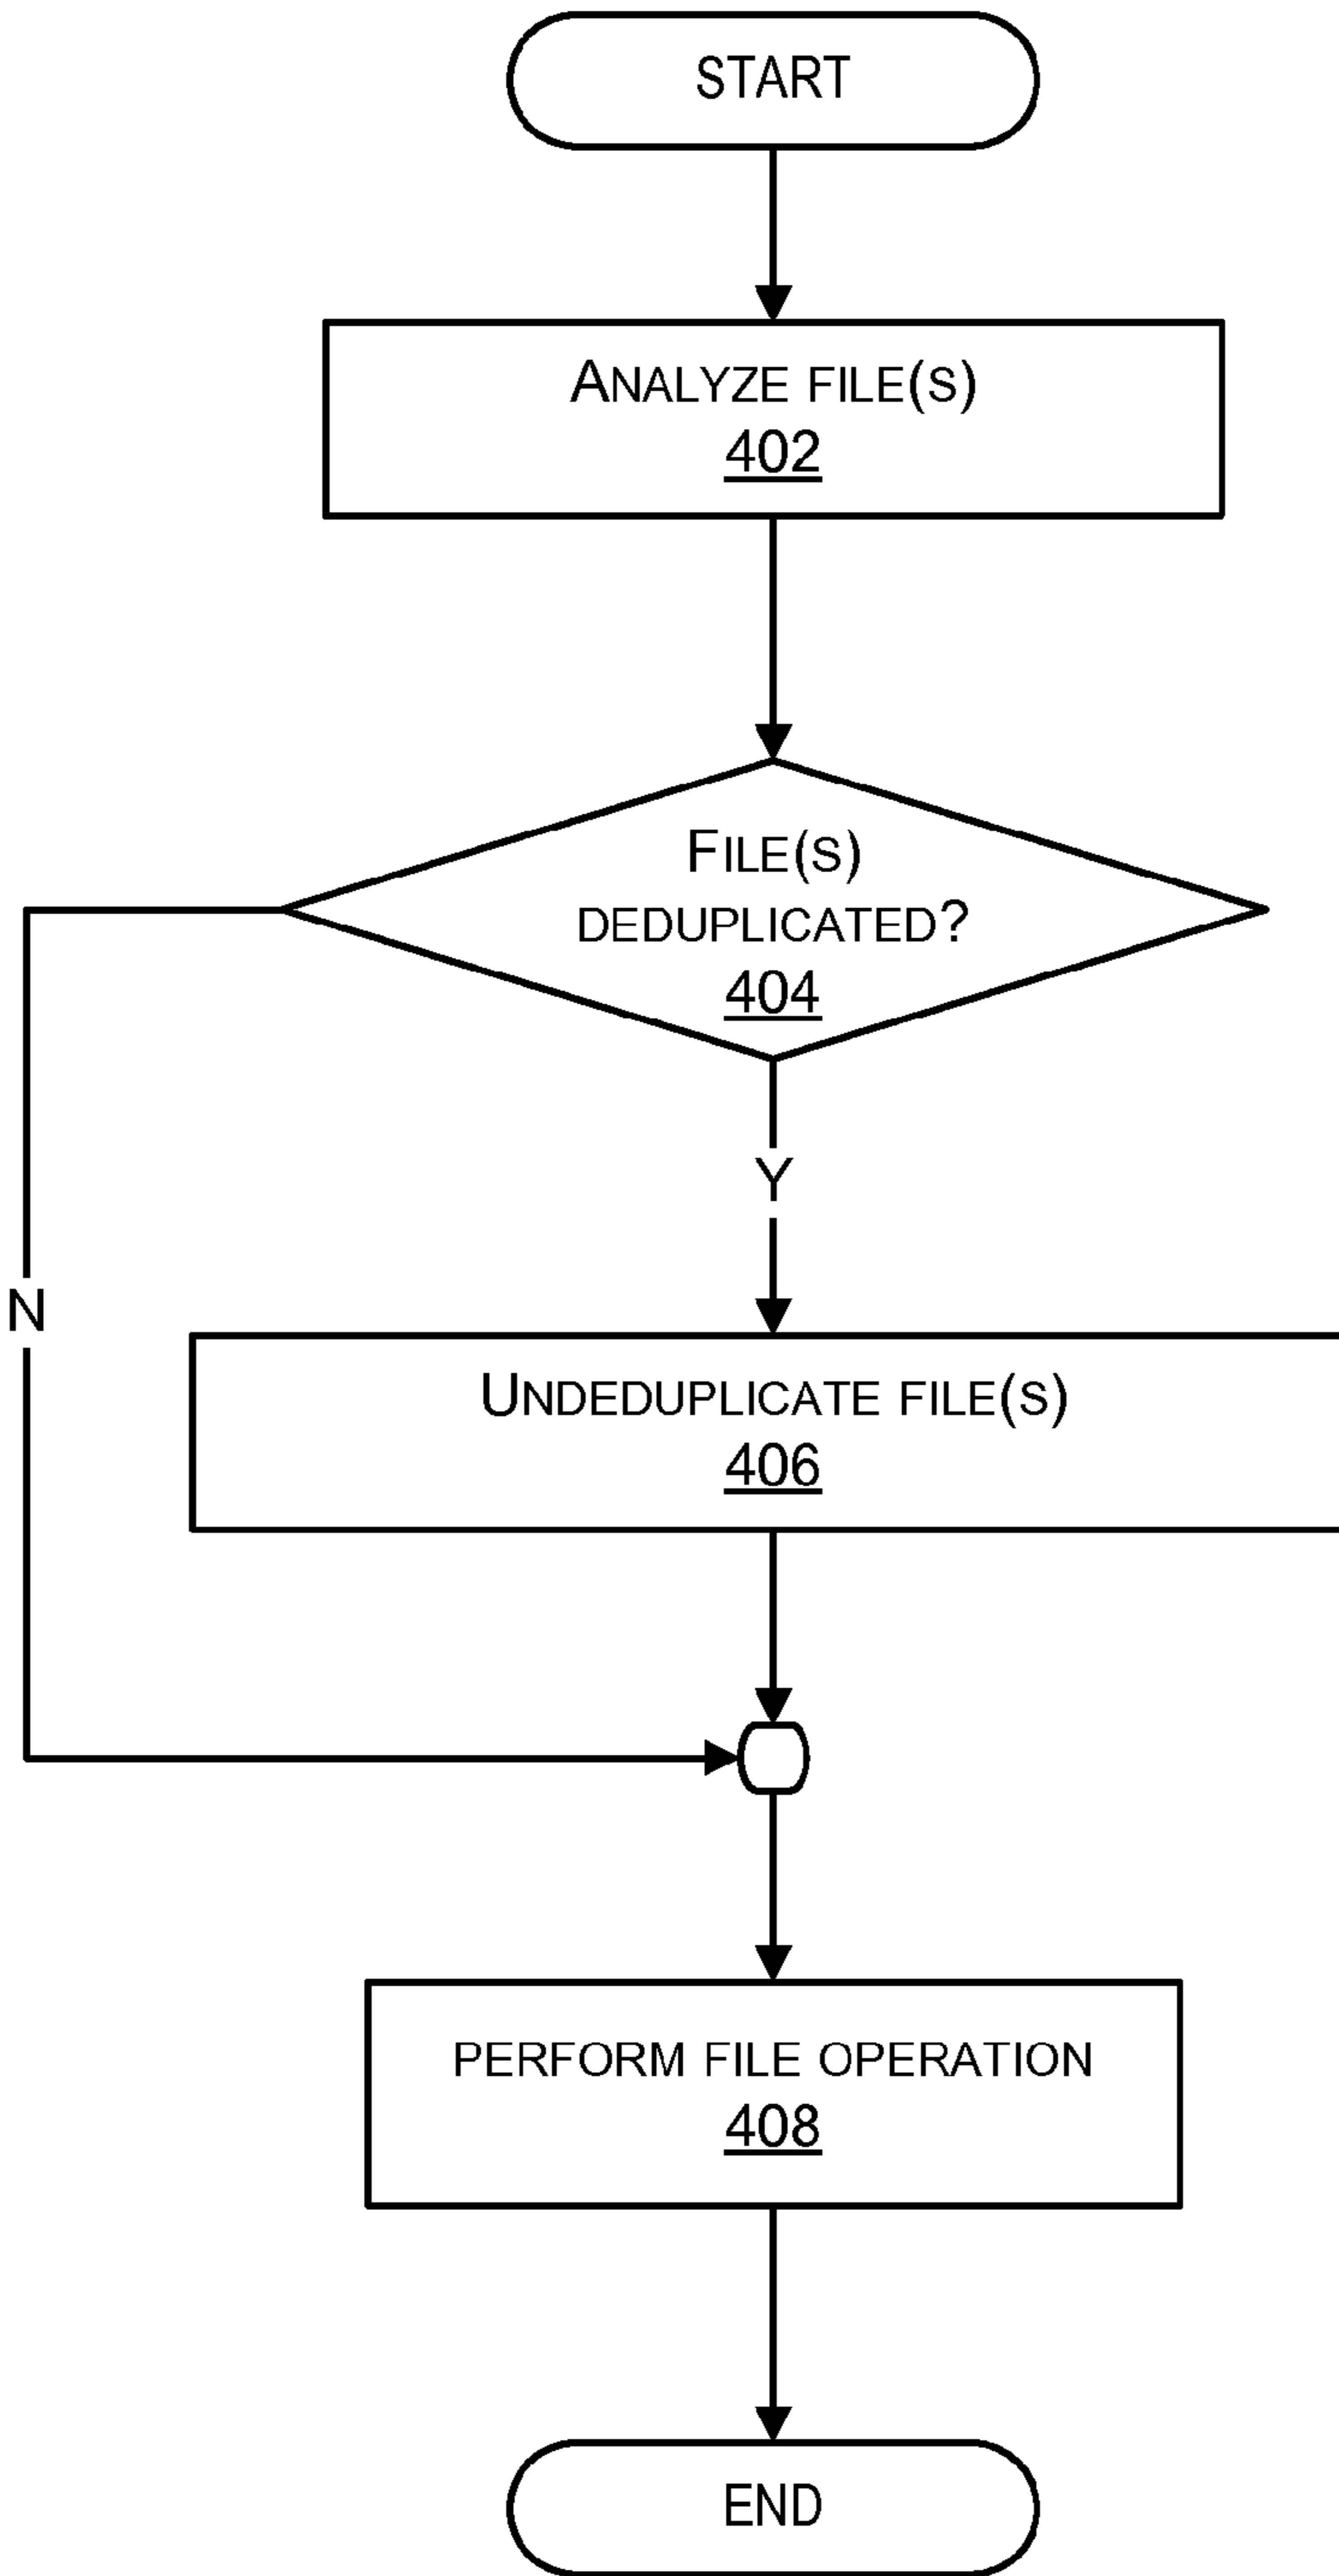 START
ANALYZE FILE(S)
402
FILE(S)
DEDUPLICATED?
404
Y
N
UNDEDUPLICATE FILE(S)
406
PERFORM FILE OPERATION
408
END